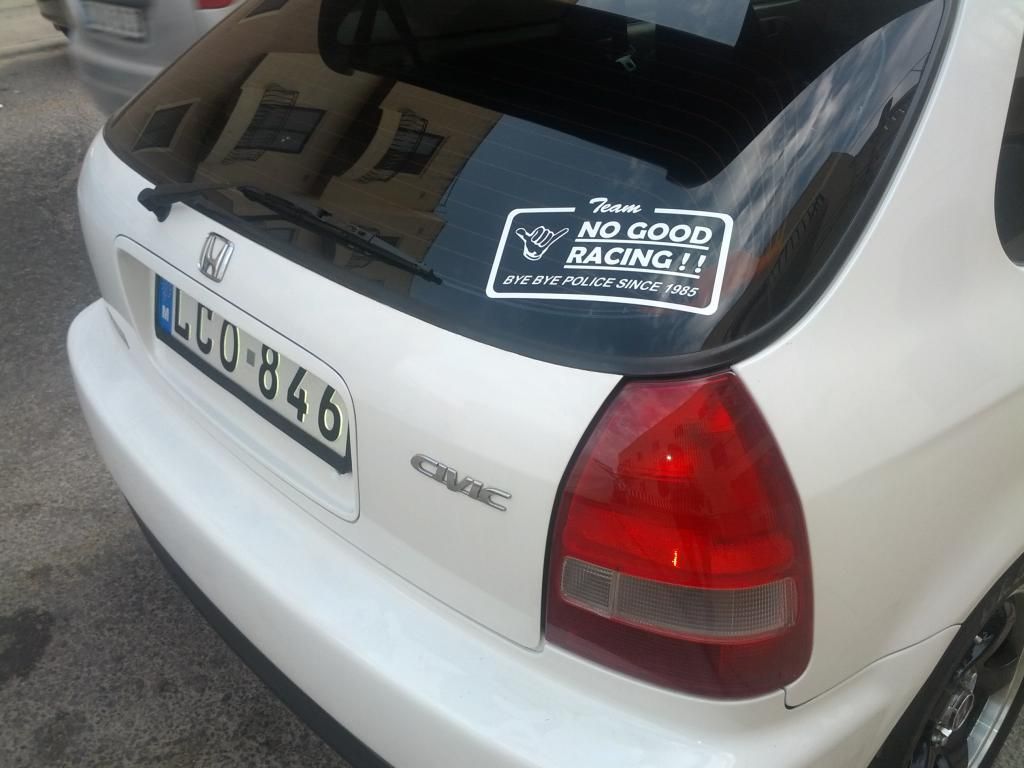 Team
NO GOOD
RACING!!
BYE BYE POLICE SINCE 1985
M
LCO·846
CIVIC